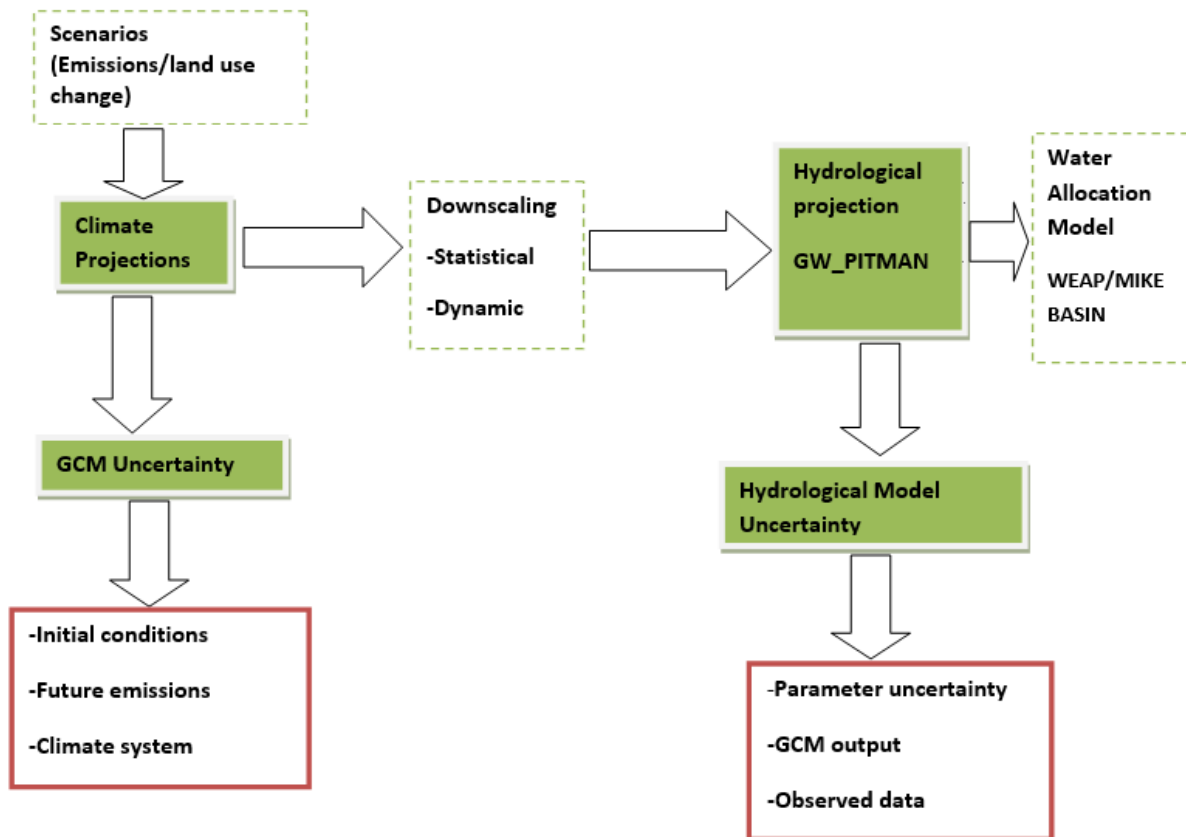 Scenarios
(Emissions/land use
change)
Climate
Projections
Downscaling
-Statistical
-Dynamic
Hydrological
projection
GW_PITMAN
Water
Allocation
Model
WEAP/MIKE
BASIN
GCM Uncertainty
Hydrological Model
Uncertainty
-Initial conditions
-Future emissions
-Climate system
-Parameter uncertainty
-GCM output
-Observed data